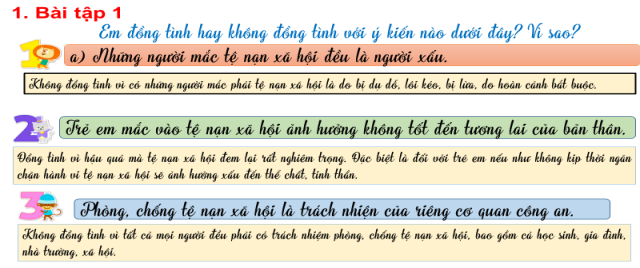 1. Bài tập 1
Em đồng tình hay không đồng tình với ý kiến nào dưới đây? Vì sao?
1
a) Những người mắc tệ nạn xã hội đều là người xấu.
Không đồng tình vì có những người mắc phải tệ nạn xã hội là do bị dụ dỗ, lôi kéo, bị lừa, do hoàn cảnh bắt buộc.
2
Trẻ em mắc vào tệ nạn xã hội ảnh hưởng không tốt đến tương lai của bản thân.
Đồng tình vì hậu quả mà tệ nạn xã hội đem lại rất nghiêm trọng. Đặc biệt là đối với trẻ em nếu như không kịp thời ngăn
chặn hành vi tệ nạn xã hội sẽ ảnh hưởng xấu đến thể chất, tinh thần.
3
Phòng, chống tệ nạn xã hội là trách nhiện của riêng cơ quan công an.
Không đồng tình vì tất cả mọi người đều phải có trách nhiệm phòng, chống tệ nạn xã hội, bao gồm cả học sinh, gia đình,
nhà trường, xã hội.